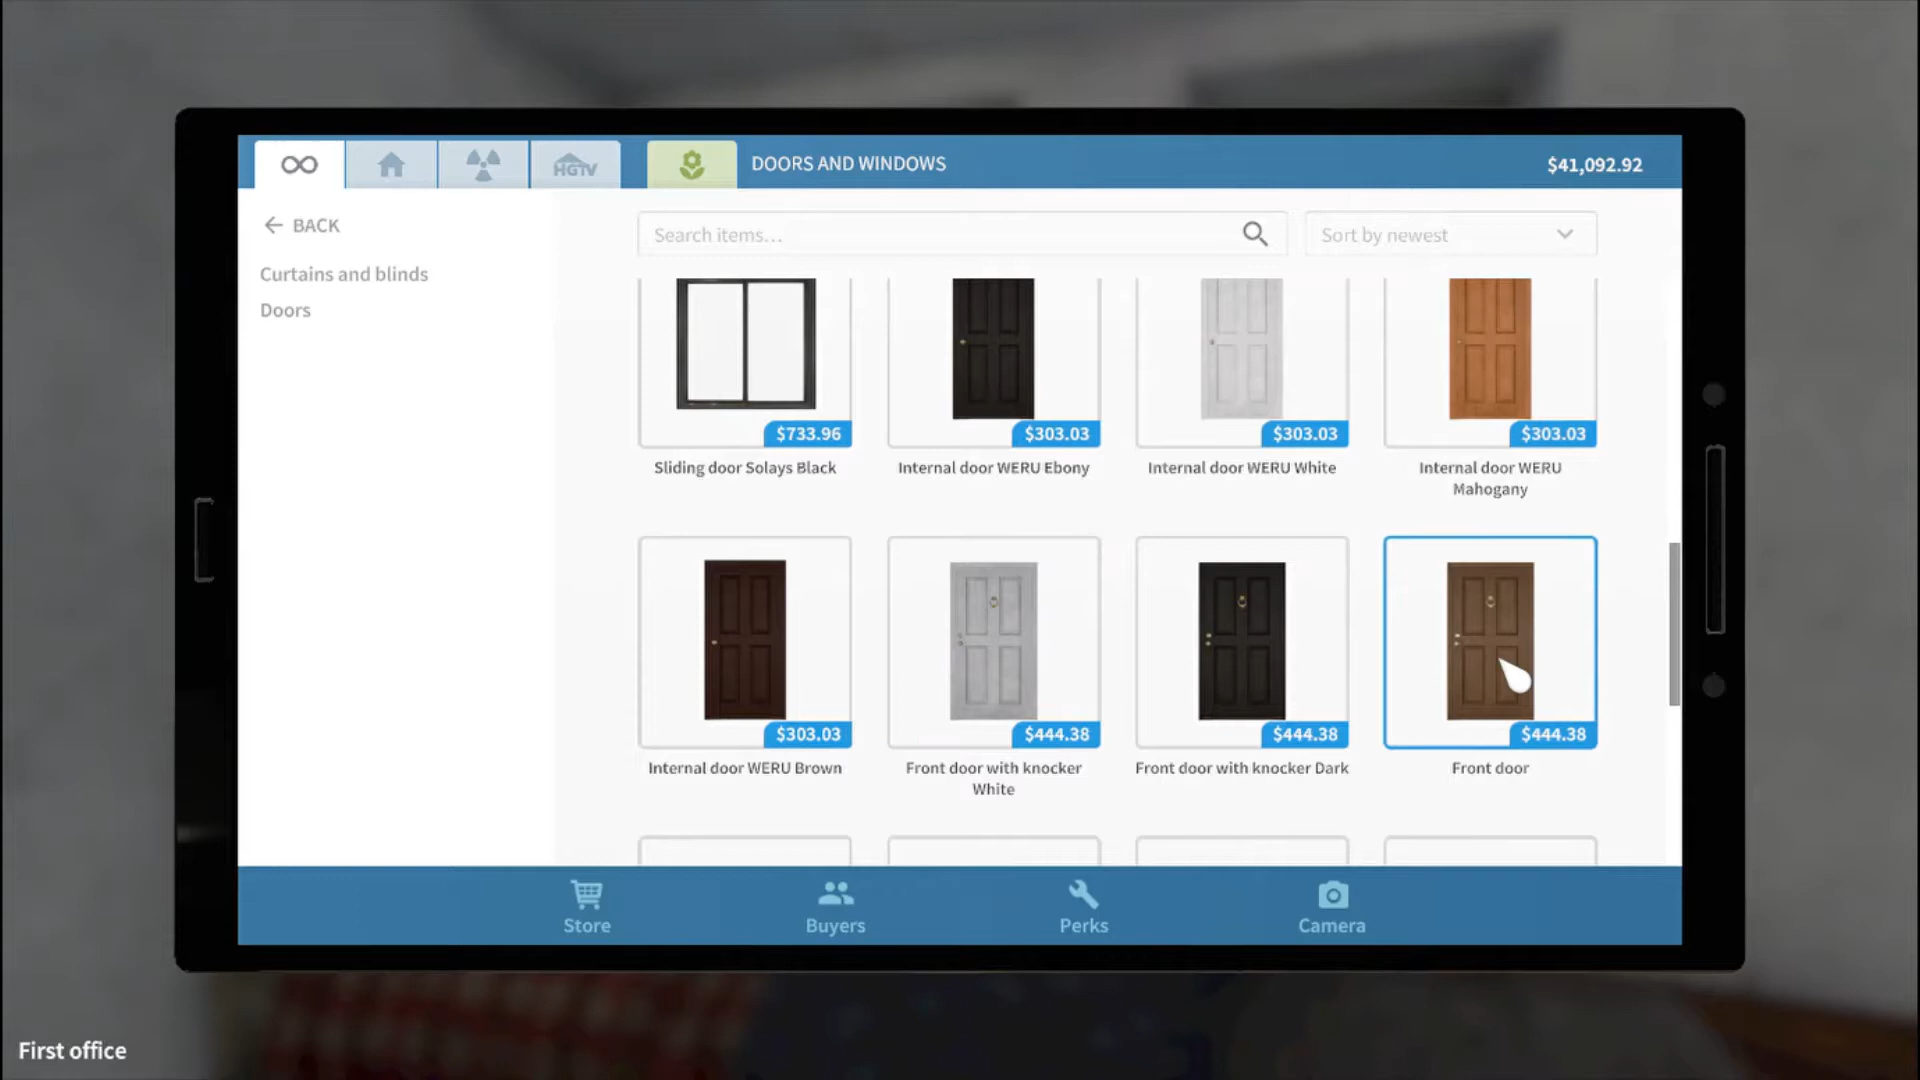 HGTV
DOORS AND WINDOWS
$41,092.92
BACK
Search items...
Sort by newest
Curtains and blinds
Doors
$733.96
$303.03
$303.03
$303.03
Sliding door Solays Black
Internal door WERU Ebony
Internal door WERU White
Internal door WERU
Mahogany
$303.03
$444.38
$444.38
$444.38
Internal door WERU Brown
Front door with knocker
White
Front door with knocker Dark
Front door
Store
Buyers
Perks
Camera
First office